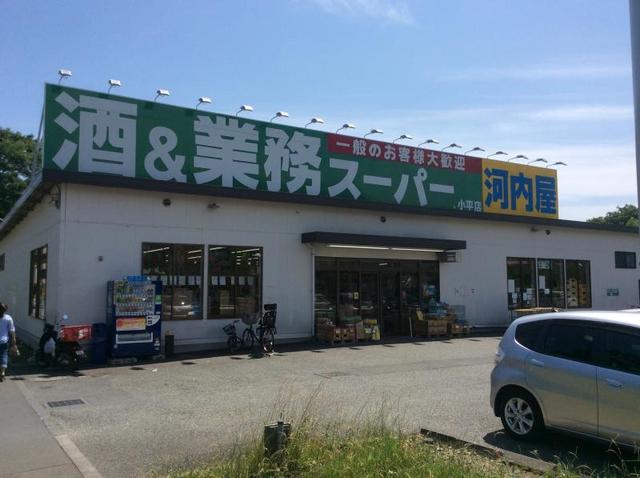 酒&業務スーパー
一般のお客様大歓迎
小平店
河内屋